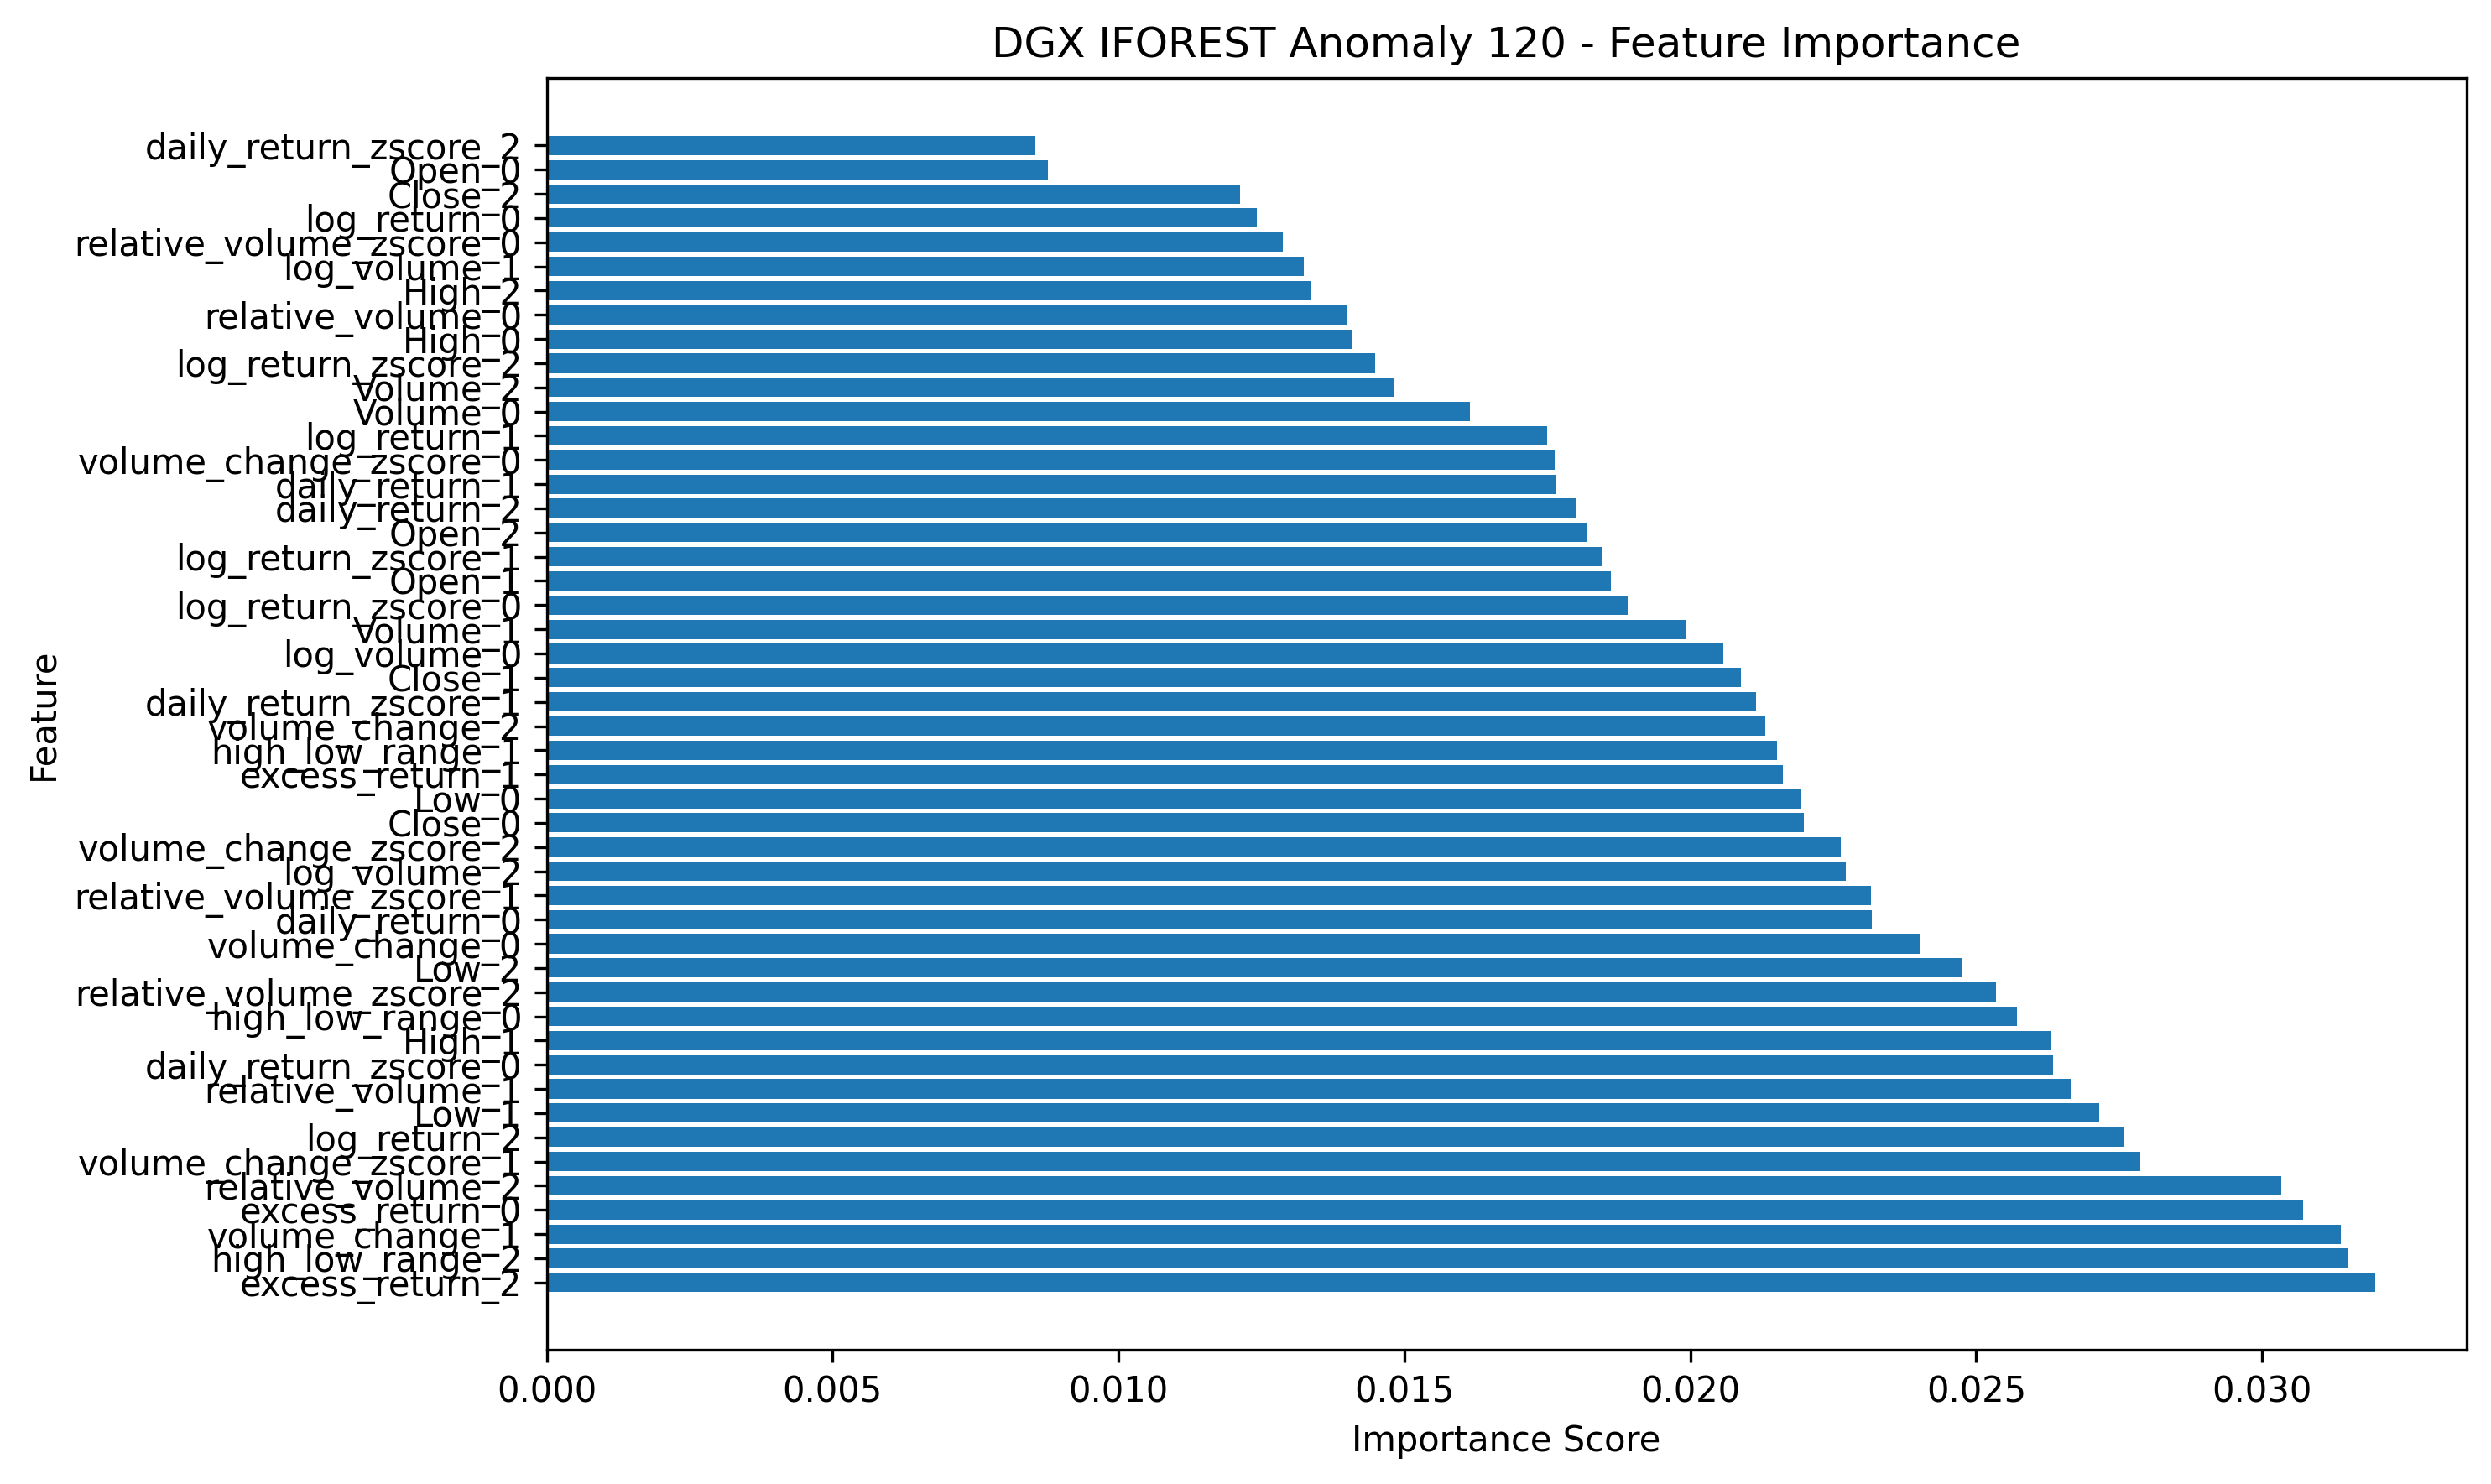 DGX IFOREST Anomaly 120 - Feature Importance
daily_return_zscore_2
Open_0
Close_2
log_return_0
relative_volume_zscore_0
log_volume_1
High_2
relative_volume_0
High_0
log_return_zscore_2
Volume_2
Volume_0
log_return_1
volume_change_zscore_0
daily_return_1
daily_return_2
Open_2
log_return_zscore_1
Open_1
log_return_zscore_0
Volume_1
log_volume_0
Close_1
daily_return_zscore_1
volume_change_2
high_low_range_1
excess_return_1
Low_0
Close_0
volume_change_zscore_2
log_volume_2
relative_volume_zscore_1
daily_return_0
volume_change_0
Low_2
relative_volume_zscore_2
high_low_range_0
High_1
daily_return_zscore_0
relative_volume_1
Low_1
log_return_2
volume_change_zscore_1
relative_volume_2
excess_return_0
volume_change_1
high_low_range_2
excess_return_2
Feature
0.000 0.005 0.010 0.015 0.020 0.025 0.030
Importance Score